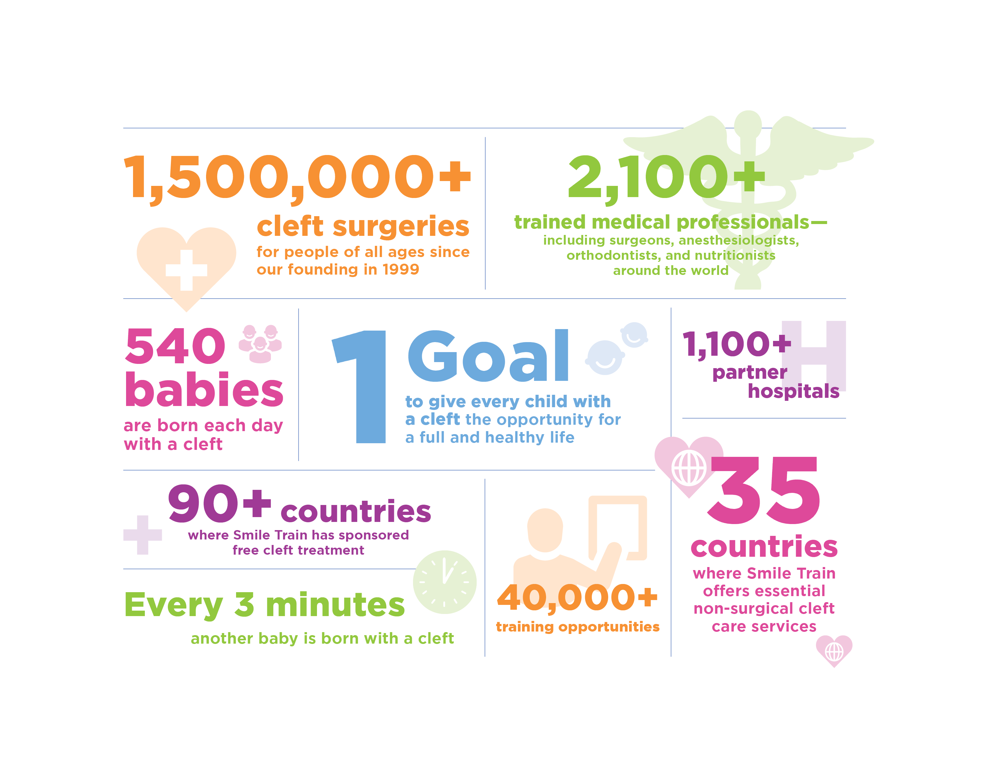 1,500,000+
cleft surgeries
for people of all ages since
our founding in 1999
2,100+
trained medical professionals—
including surgeons, anesthesiologists,
orthodontists, and nutritionists
around the world
540
babies
are born each day
with a cleft
1 Goal
to give every child with
a cleft the opportunity for
a full and healthy life
1,100+
partner
hospitals
90+ countries
where Smile Train has sponsored
free cleft treatment
Every 3 minutes
another baby is born with a cleft
40,000+
training opportunities
35
countries
where Smile Train
offers essential
non-surgical cleft
care services
H